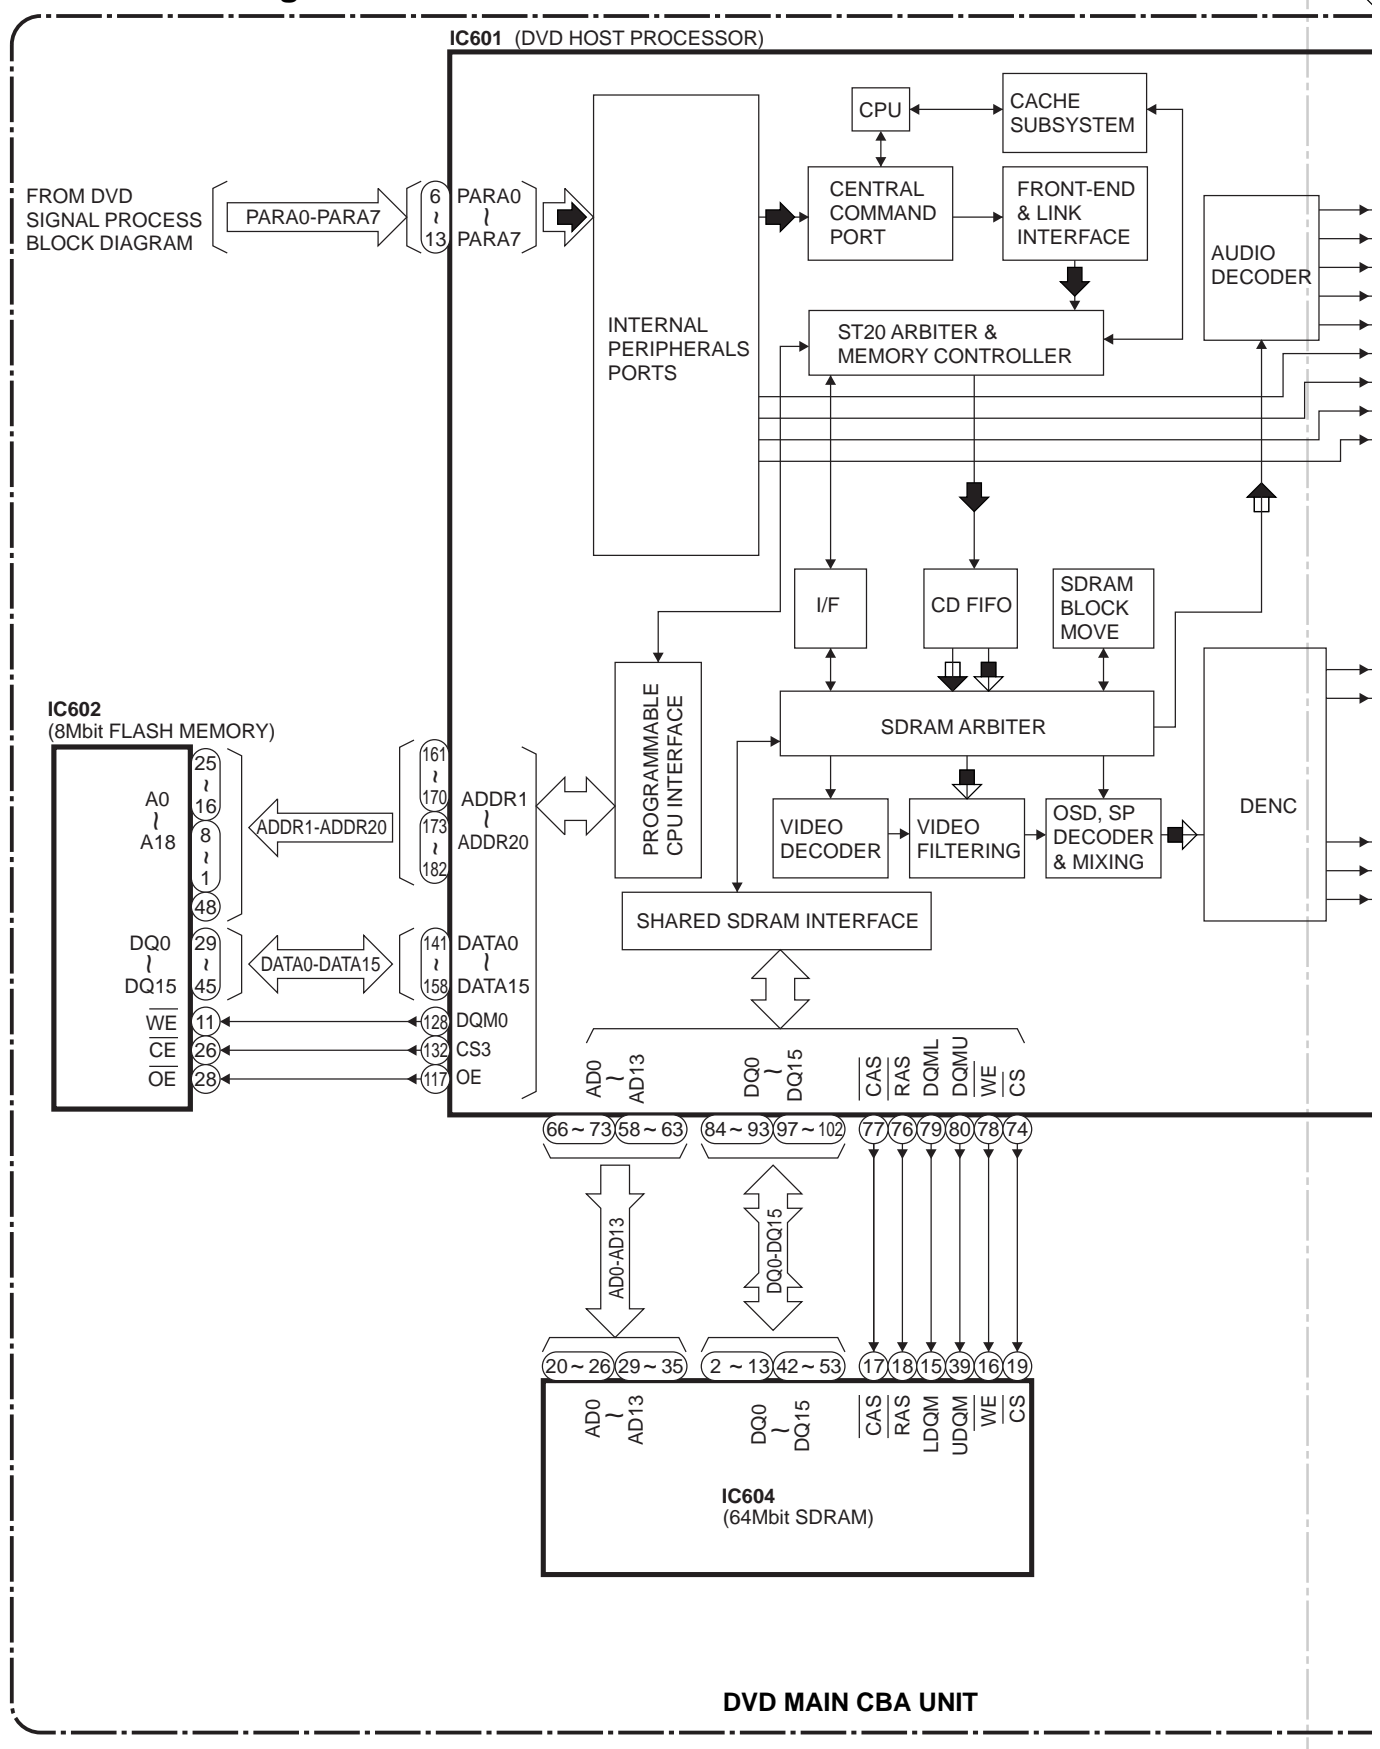 IC601 (DVD HOST PROCESSOR)
FROM DVD
SIGNAL PROCESS
BLOCK DIAGRAM
PARA0-PARA7
6
~
13
PARA0
~
PARA7
INTERNAL
PERIPHERALS
PORTS
CPU
CACHE
SUBSYSTEM
CENTRAL
COMMAND
PORT
FRONT-END
& LINK
INTERFACE
AUDIO
DECODER
ST20 ARBITER &
MEMORY CONTROLLER
I/F
CD FIFO
SDRAM
BLOCK
MOVE
PROGRAMMABLE
CPU INTERFACE
SDRAM ARBITER
VIDEO
DECODER
VIDEO
FILTERING
OSD, SP
DECODER
& MIXING
DENC
SHARED SDRAM INTERFACE
IC602
(8Mbit FLASH MEMORY)
A0
~
A18
25
~
16
8
~
1
48
ADDR1-ADDR20
161
~
170
173
~
182
ADDR1
~
ADDR20
DQ0
~
DQ15
29
~
45
DATA0-DATA15
141
~
158
DATA0
~
DATA15
WE 11 128 DQM0
CE 26 132 CS3
OE 28 117 OE
AD0
~
AD13
DQ0
~
DQ15
CAS
RAS
DQML
DQMU
WE
CS
66 ~ 73 58 ~ 63 84 ~ 93 97 ~ 102 77 76 79 80 78 74
AD0-AD13
DQ0-DQ15
20 ~ 26 29 ~ 35 2 ~ 13 42 ~ 53 17 18 15 39 16 19
AD0
~
AD13
DQ0
~
DQ15
CAS
RAS
LDQM
UDQM
WE
CS
IC604
(64Mbit SDRAM)
DVD MAIN CBA UNIT